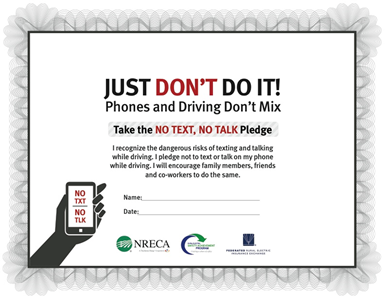 JUST DON'T DO IT!
Phones and Driving Don't Mix
Take the NO TEXT, NO TALK Pledge
I recognize the dangerous risks of texting and talking
while driving. I pledge not to text or talk on my phone
while driving. I will encourage family members, friends
and co-workers to do the same.
NO
TXT
NO
TLK
Name:
Date:
NRECA
FEDERATED RURAL ELECTRIC
INSURANCE EXCHANGE